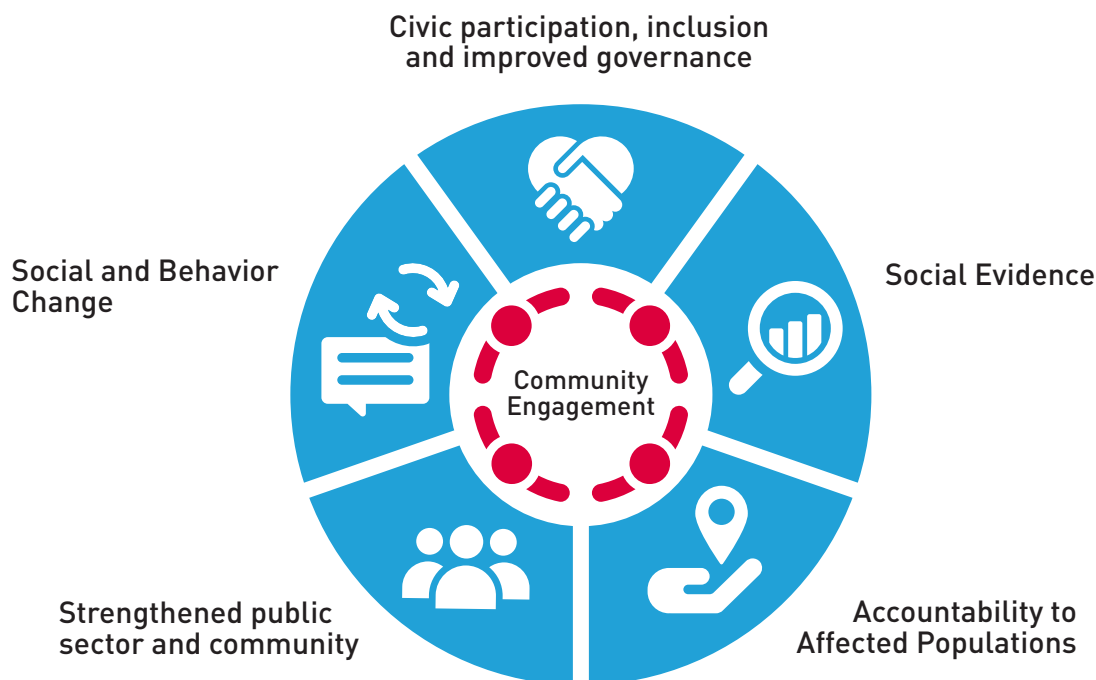 Civic participation, inclusion
and improved governance
Social and Behavior
Change
Social Evidence
Community
Engagement
Strengthened public
sector and community
Accountability to
Affected Populations